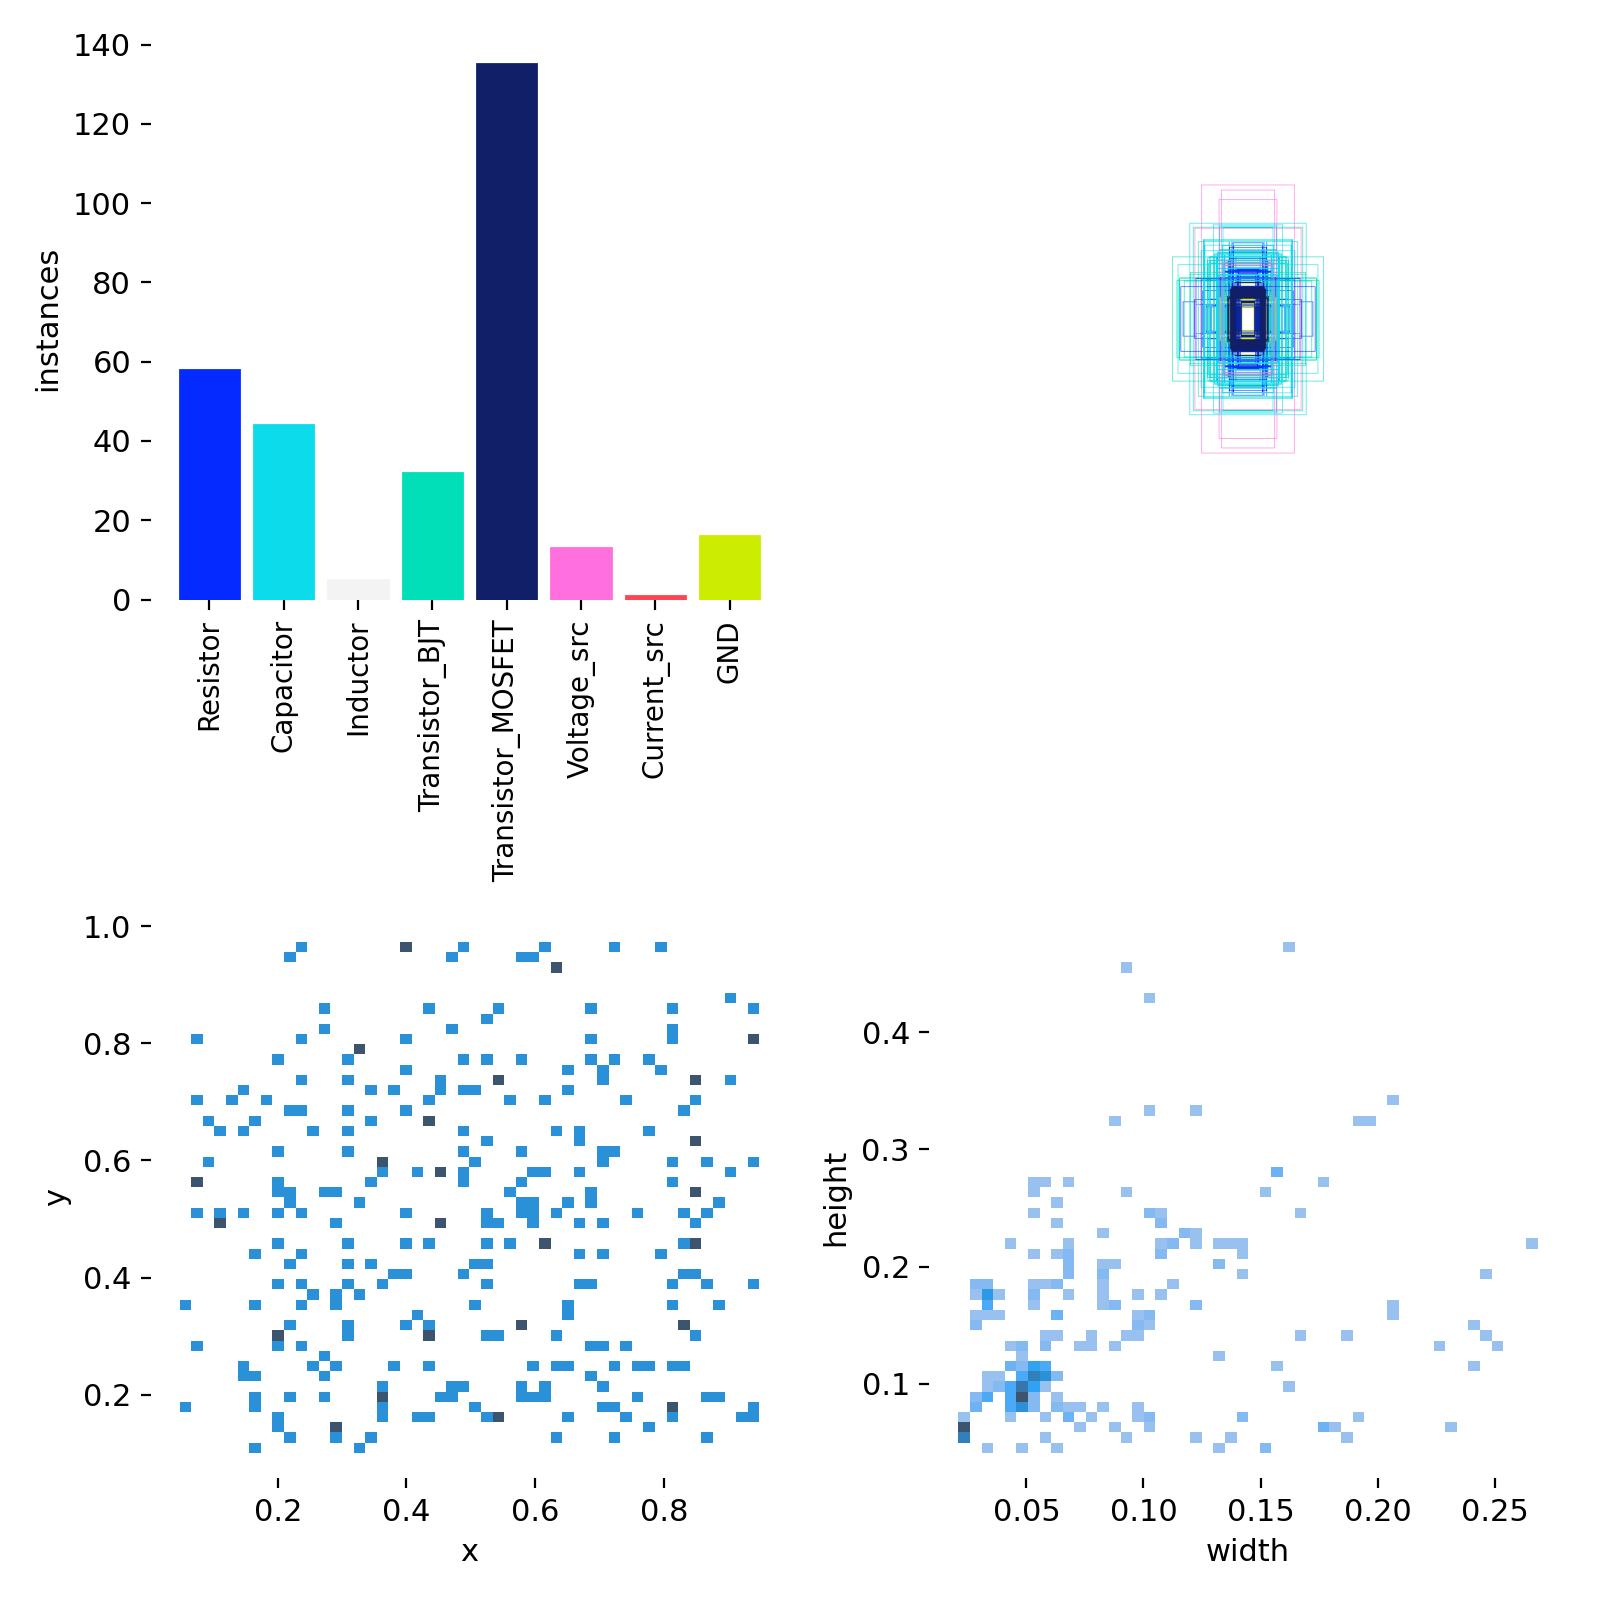 140
120
100
80
60
40
20
0
instances
Resistor
Capacitor
Inductor
Transistor_BJT
Transistor_MOSFET
Voltage_src
Current_src
GND
1.0
0.8
0.6
0.4
0.2
y
0.2 0.4 0.6 0.8
x
0.4
0.3
0.2
0.1
height
0.05 0.10 0.15 0.20 0.25
width